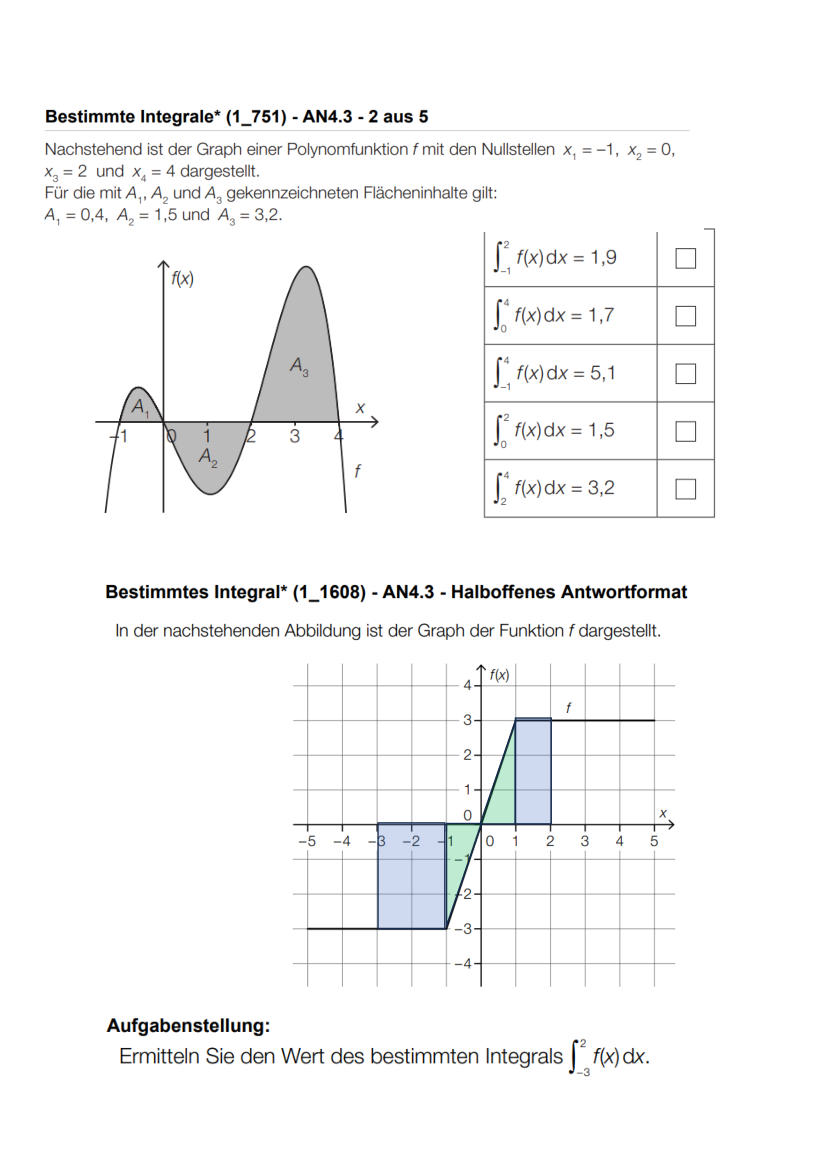 Bestimmte Integrale* (1_751) - AN4.3 - 2 aus 5
Nachstehend ist der Graph einer Polynomfunktion f mit den Nullstellen x₁ = –1, x₂ = 0,
x₃ = 2 und x₄ = 4 dargestellt.
Für die mit A₁, A₂ und A₃ gekennzeichneten Flächeninhalte gilt:
A₁ = 0,4, A₂ = 1,5 und A₃ = 3,2.
f(x)
A₃
A₁
x
–1 0 1 2 3 4
A₂
f
∫₋₁² f(x) dx = 1,9
∫₀⁴ f(x) dx = 1,7
∫₋₁⁴ f(x) dx = 5,1
∫₀² f(x) dx = 1,5
∫₂⁴ f(x) dx = 3,2
Bestimmtes Integral* (1_1608) - AN4.3 - Halboffenes Antwortformat
In der nachstehenden Abbildung ist der Graph der Funktion f dargestellt.
f(x)
4
f
3
2
1
0
x
–5 –4 –3 –2 –1 0 1 2 3 4 5
–1
–2
–3
–4
Aufgabenstellung:
Ermitteln Sie den Wert des bestimmten Integrals ∫₋₃² f(x) dx.